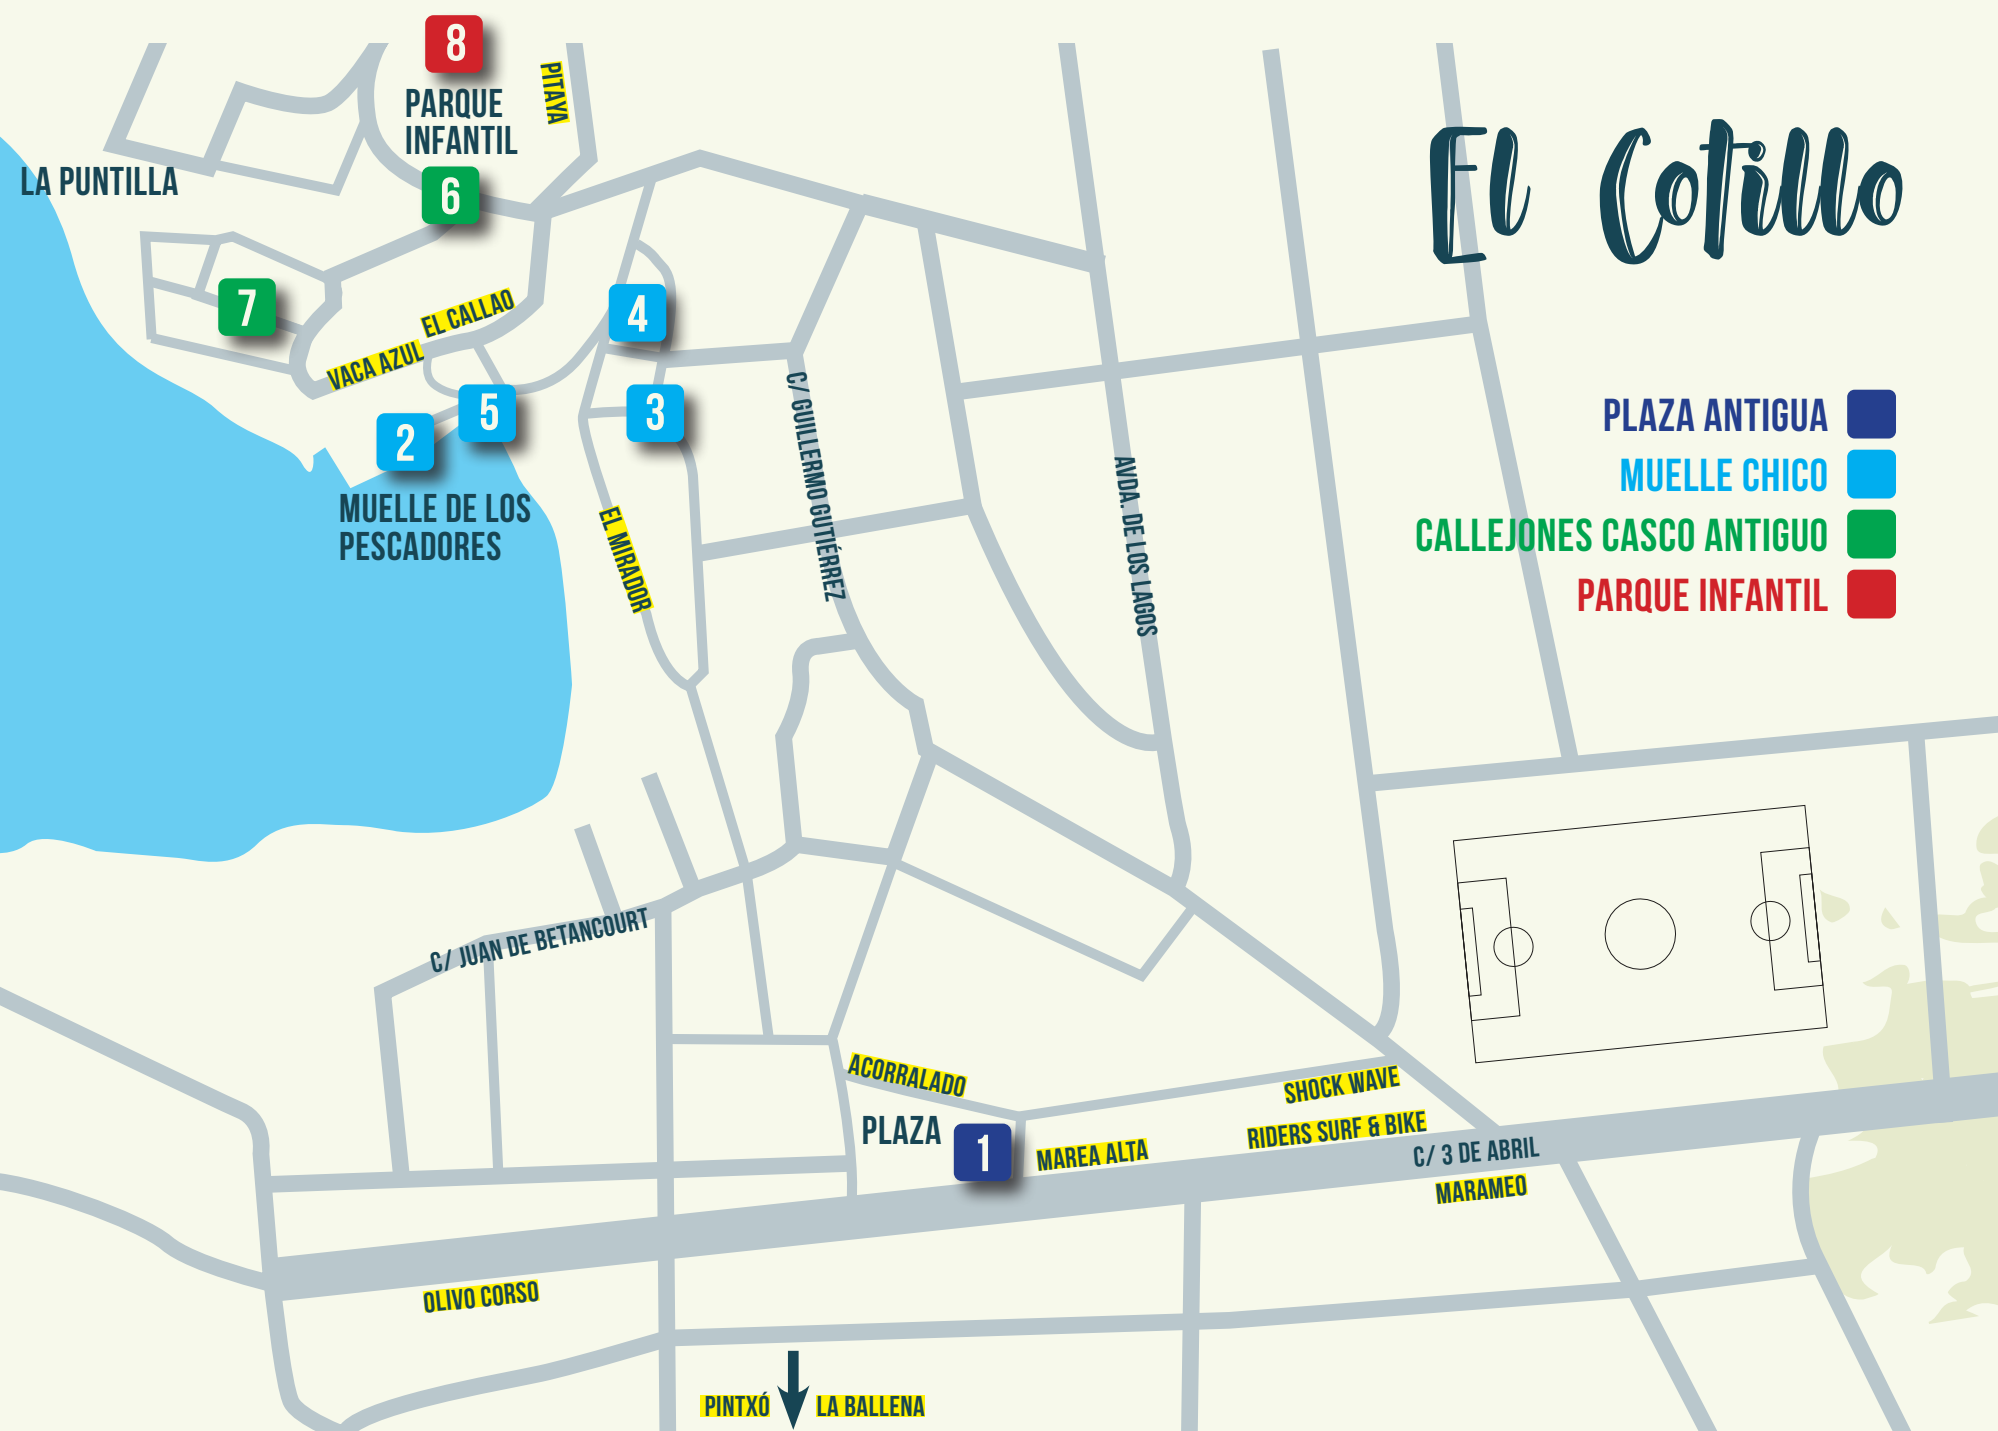 8
PARQUE
INFANTIL
PITAYA
El Cotillo
LA PUNTILLA
6
7
EL CALLAO
VACA AZUL
4
5
3
2
MUELLE DE LOS
PESCADORES
EL MIRADOR
C/ GUILLERMO GUTIÉRREZ
AVDA. DE LOS LAGOS
PLAZA ANTIGUA
MUELLE CHICO
CALLEJONES CASCO ANTIGUO
PARQUE INFANTIL
C/ JUAN DE BETANCOURT
ACORRALADO
PLAZA
1
MAREA ALTA
SHOCK WAVE
RIDERS SURF & BIKE
C/ 3 DE ABRIL
MARAMEO
OLIVO CORSO
PINTXÓ
LA BALLENA